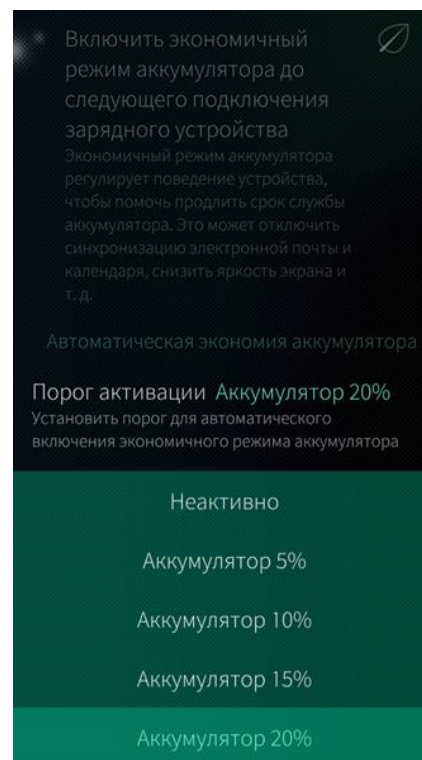 Включить экономичный
режим аккумулятора до
следующего подключения
зарядного устройства
Экономичный режим аккумулятора
регулирует поведение устройства,
чтобы помочь продлить срок службы
аккумулятора. Это может отключить
синхронизацию электронной почты и
календаря, снизить яркость экрана и
т. д.
Автоматическая экономия аккумулятора
Порог активации Аккумулятор 20%
Установить порог для автоматического
включения экономичного режима аккумулятора
Неактивно
Аккумулятор 5%
Аккумулятор 10%
Аккумулятор 15%
Аккумулятор 20%